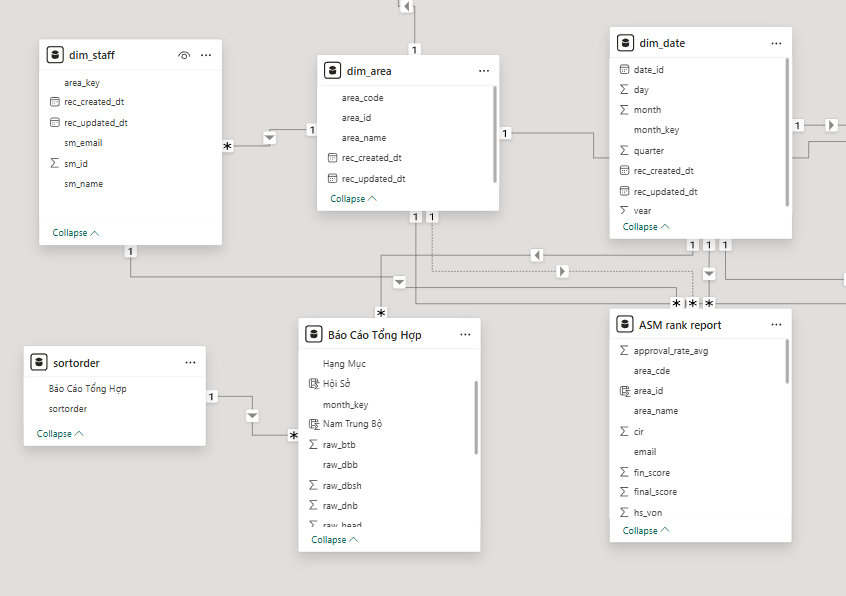 dim_staff
area_key
rec_created_dt
rec_updated_dt
sm_email
sm_id
sm_name
Collapse
1
*
1
dim_area
area_code
area_id
area_name
rec_created_dt
rec_updated_dt
Collapse
1
1
1
1
dim_date
date_id
day
month
month_key
quarter
rec_created_dt
rec_updated_dt
year
Collapse
1
1
1
1
sortorder
Báo Cáo Tổng Hợp
sortorder
Collapse
1
*
*
Báo Cáo Tổng Hợp
Hạng Mục
Hội Sở
month_key
Nam Trung Bộ
raw_btb
raw_dbb
raw_dbsh
raw_dnb
raw_head
Collapse
* * *
ASM rank report
approval_rate_avg
area_cde
area_id
area_name
cir
email
fin_score
final_score
hs_von
Collapse